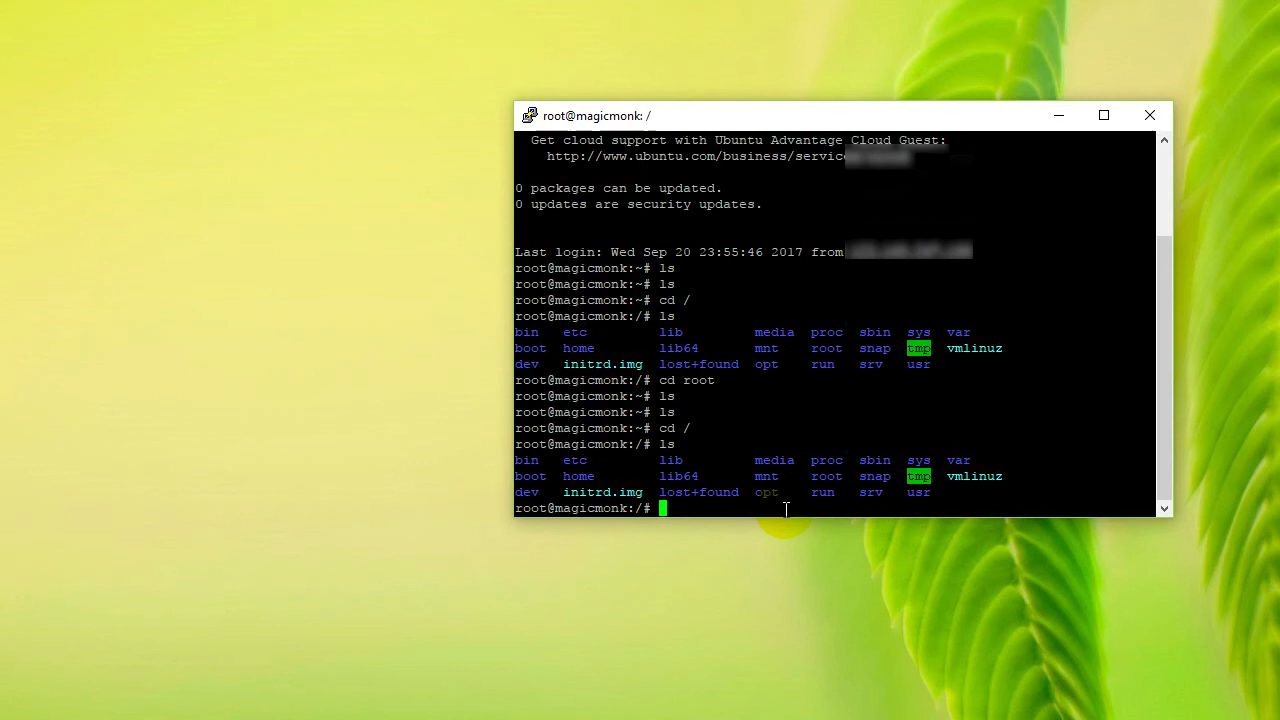 root@magicmonk: /
Get cloud support with Ubuntu Advantage Cloud Guest:
http://www.ubuntu.com/business/service
0 packages can be updated.
0 updates are security updates.
Last login: Wed Sep 20 23:55:46 2017 from
root@magicmonk:~# ls
root@magicmonk:~# ls
root@magicmonk:~# cd /
root@magicmonk:/# ls
bin etc lib media proc sbin sys var
boot home lib64 mnt root snap tmp vmlinuz
dev initrd.img lost+found opt run srv usr
root@magicmonk:/# cd root
root@magicmonk:~# ls
root@magicmonk:~# ls
root@magicmonk:~# cd /
root@magicmonk:/# ls
bin etc lib media proc sbin sys var
boot home lib64 mnt root snap tmp vmlinuz
dev initrd.img lost+found opt run srv usr
root@magicmonk:/#